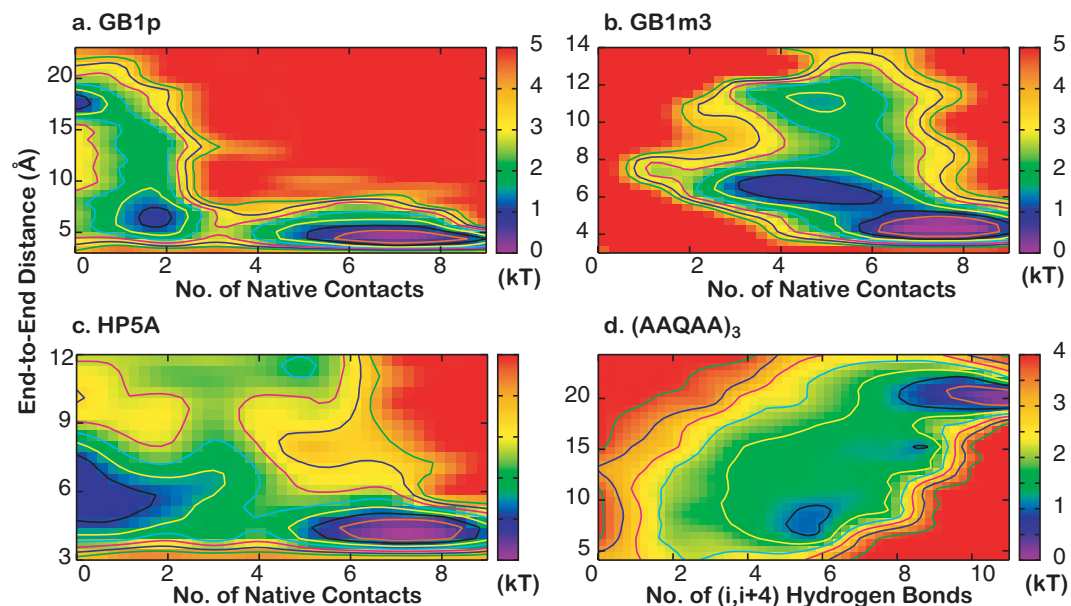 a. GB1p
b. GB1m3
20
15
10
5
0 2 4 6 8
5
4
3
2
1
0
(kT)
14
12
10
8
6
4
0 2 4 6 8
5
4
3
2
1
0
(kT)
No. of Native Contacts
No. of Native Contacts
End-to-End Distance (Å)
c. HP5A
d. (AAQAA)3
12
9
6
3
0 2 4 6 8
(kT)
20
15
10
5
0 2 4 6 8 10
4
3
2
1
0
(kT)
No. of Native Contacts
No. of (i,i+4) Hydrogen Bonds